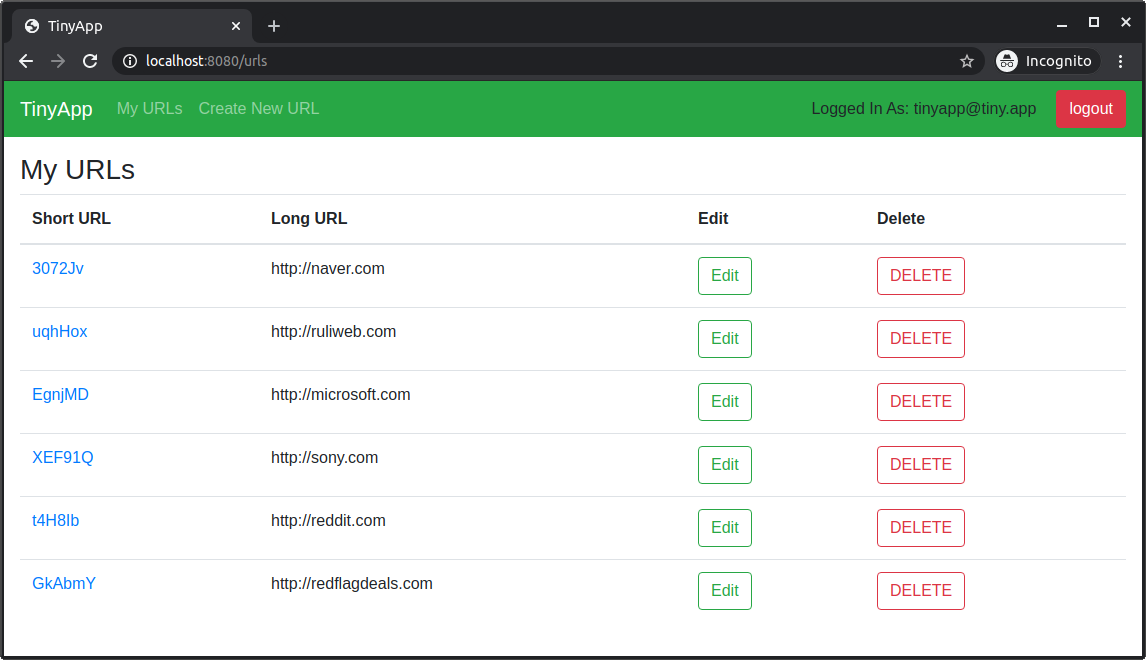 TinyApp
localhost:8080/urls Incognito
TinyApp My URLs Create New URL Logged In As: tinyapp@tiny.app logout
My URLs
Short URL Long URL Edit Delete
3072Jv http://naver.com Edit DELETE
uqhHox http://ruliweb.com Edit DELETE
EgnjMD http://microsoft.com Edit DELETE
XEF91Q http://sony.com Edit DELETE
t4H8Ib http://reddit.com Edit DELETE
GkAbmY http://redflagdeals.com Edit DELETE